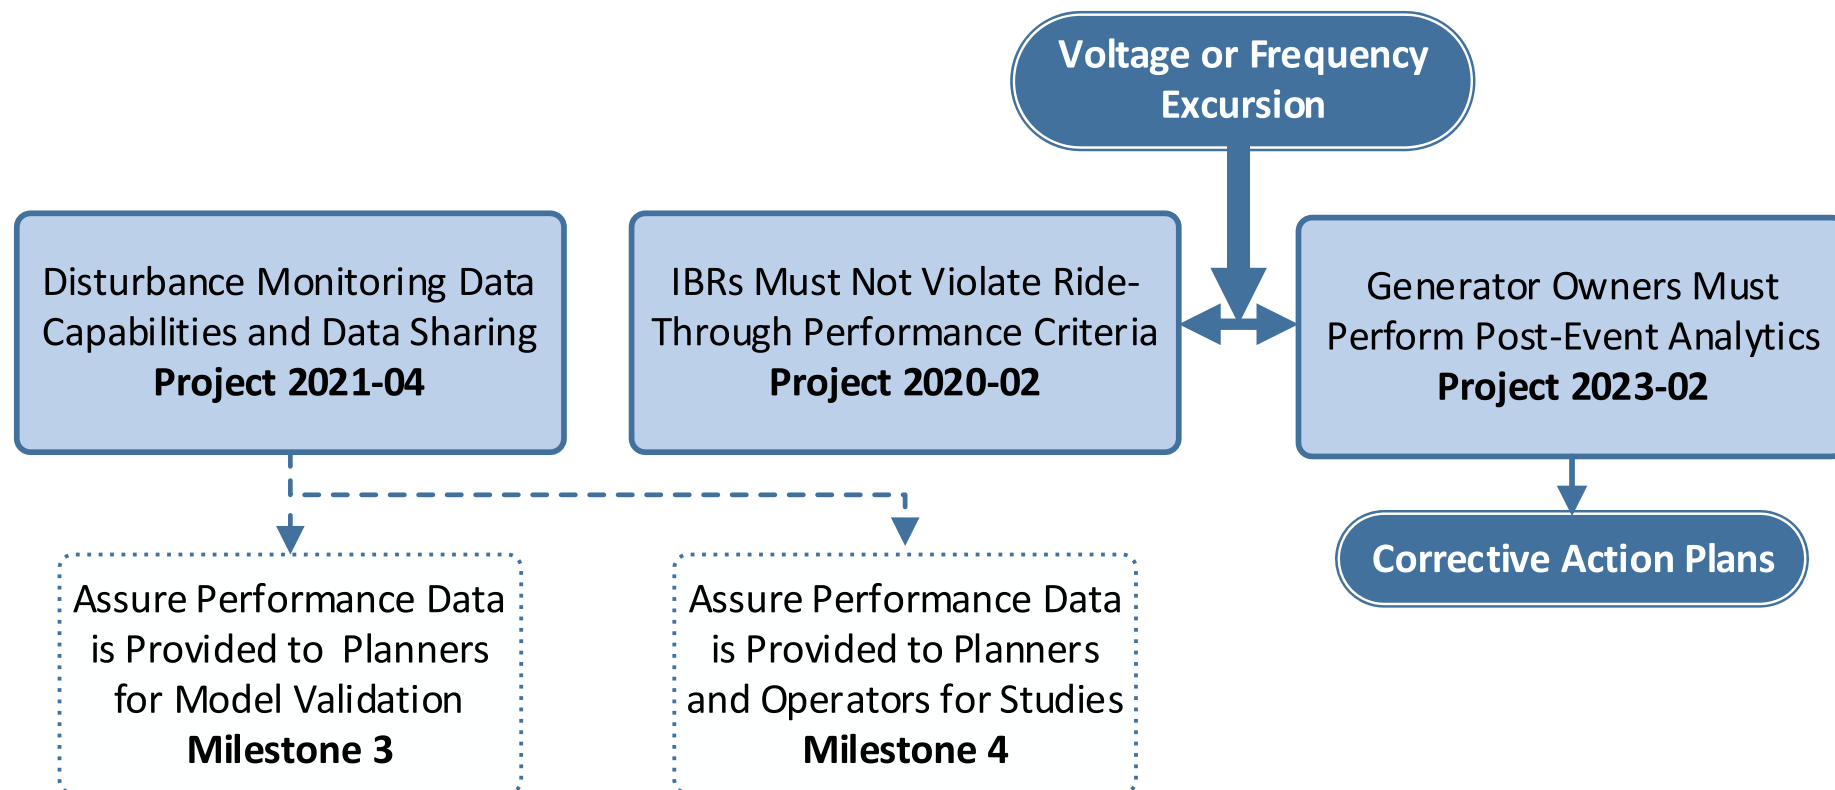 Voltage or Frequency
Excursion
Disturbance Monitoring Data
Capabilities and Data Sharing
Project 2021-04
IBRs Must Not Violate Ride-
Through Performance Criteria
Project 2020-02
Generator Owners Must
Perform Post-Event Analytics
Project 2023-02
Assure Performance Data
is Provided to Planners
for Model Validation
Milestone 3
Assure Performance Data
is Provided to Planners
and Operators for Studies
Milestone 4
Corrective Action Plans